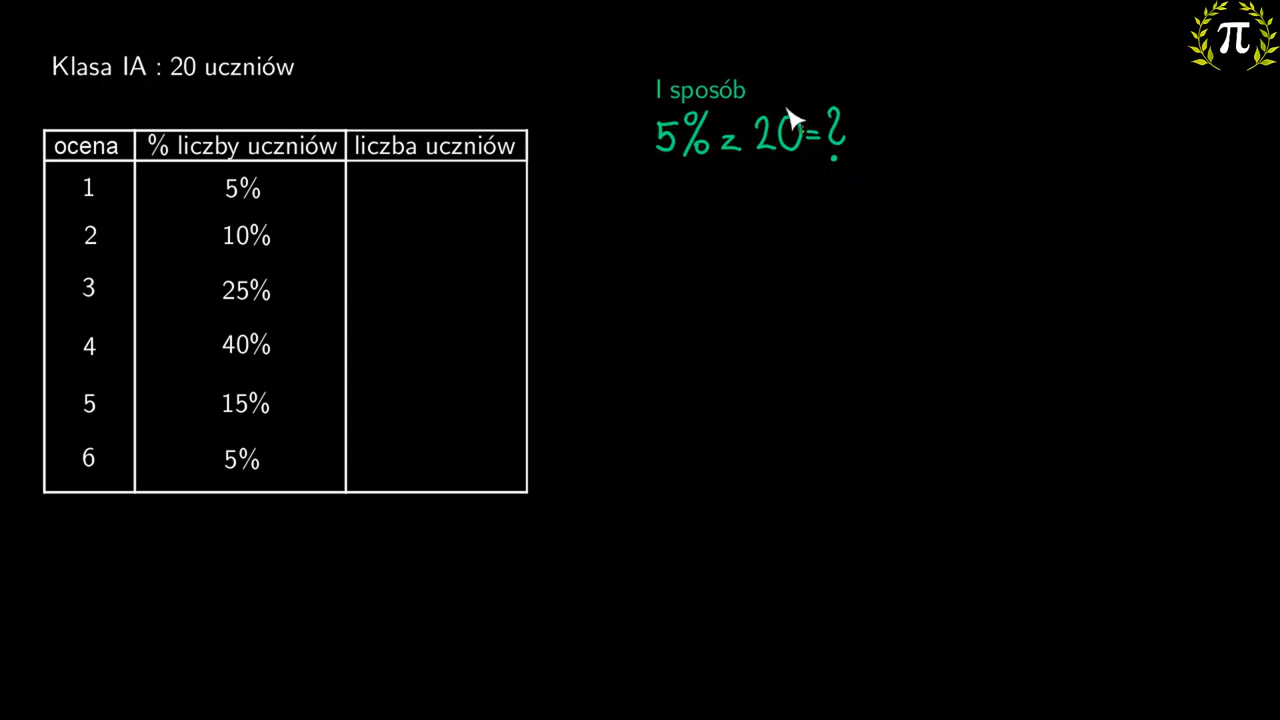 Klasa IA : 20 uczniów
ocena % liczby uczniów liczba uczniów
1 5%
2 10%
3 25%
4 40%
5 15%
6 5%
I sposób
5% z 20=?
π